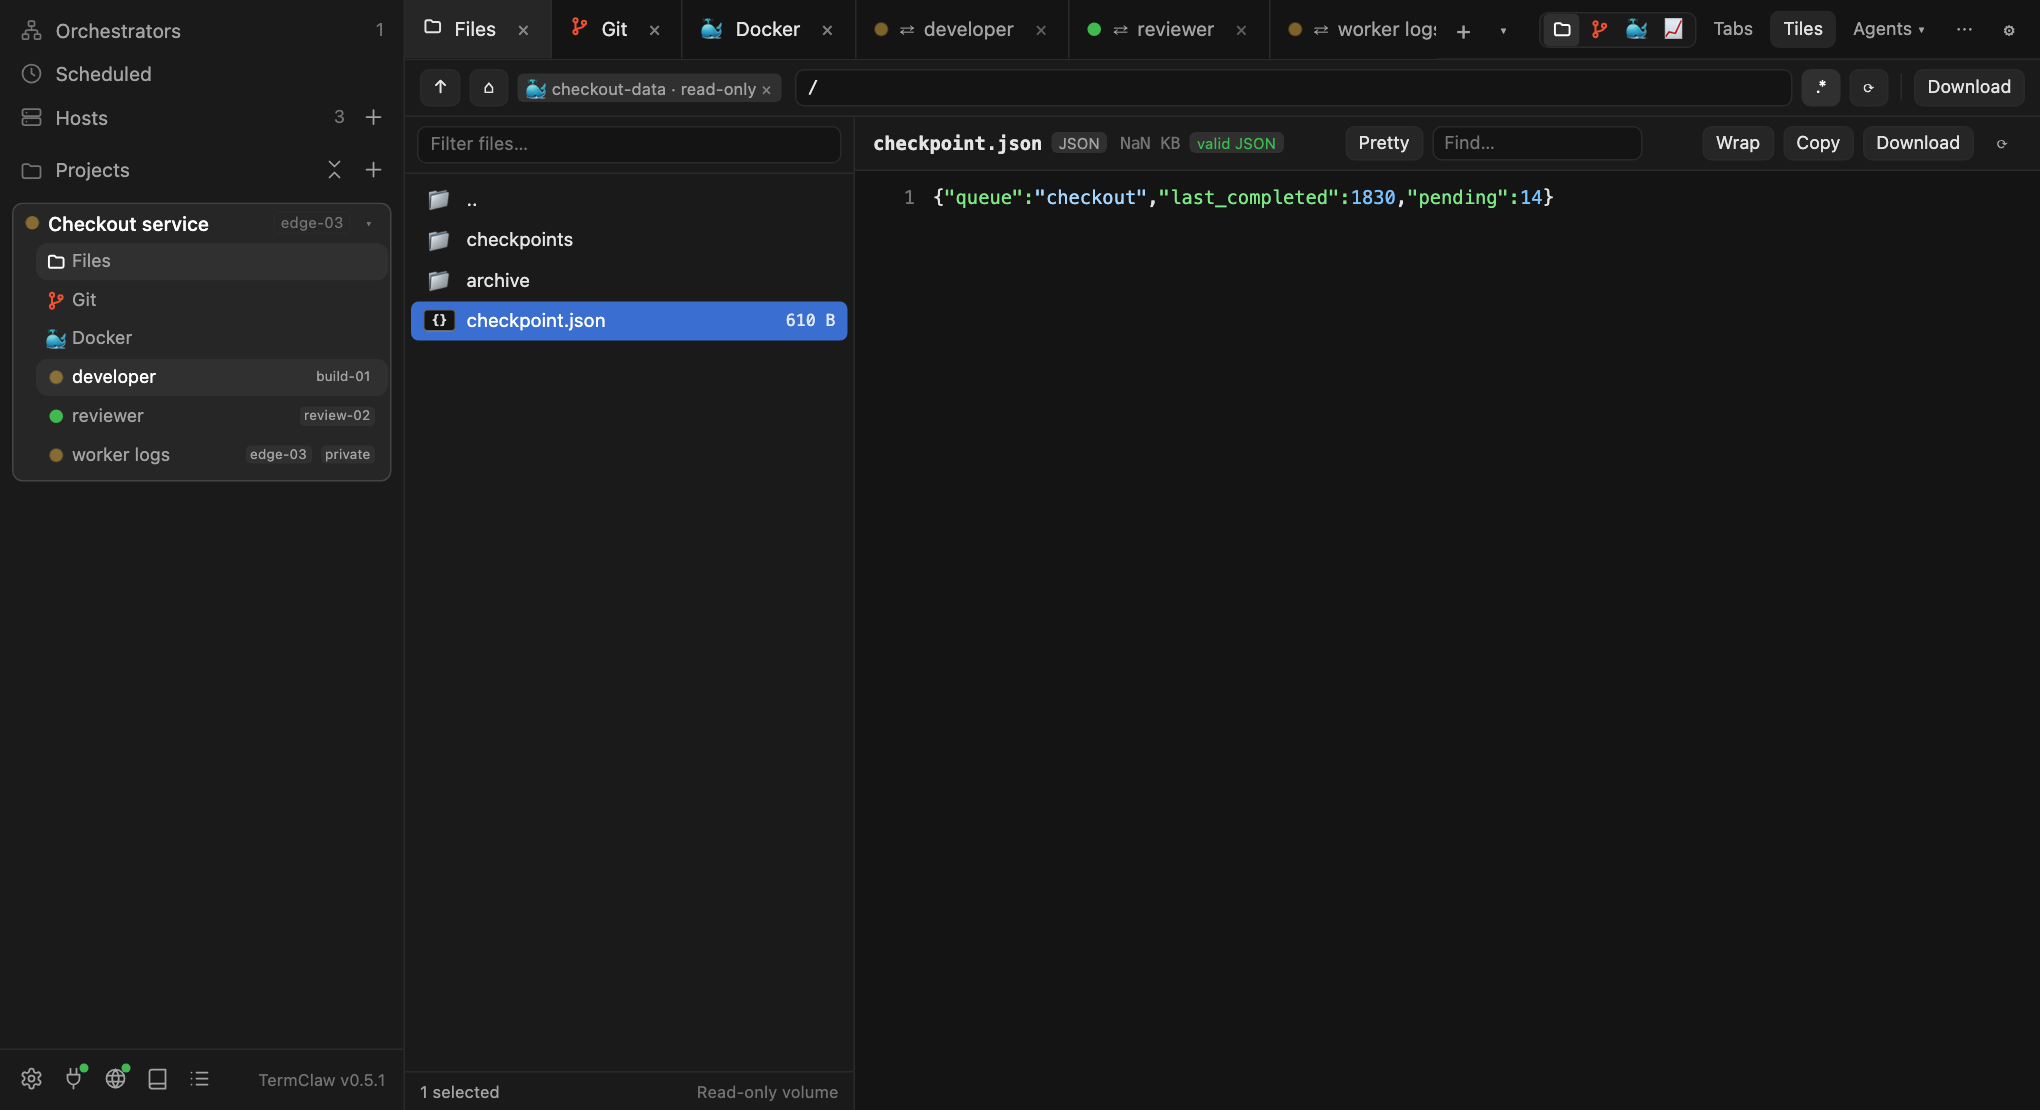 Orchestrators 1
Scheduled
Hosts 3 +
Projects +
Checkout service edge-03
Files
Git
Docker
developer build-01
reviewer review-02
worker logs edge-03 private
TermClaw v0.5.1
Files × Git × Docker × ⇄ developer × ⇄ reviewer × ⇄ worker logs +
Tabs Tiles Agents ▾ ⋯
↑ ⌂ checkout-data · read-only × / .* ⟳ Download
Filter files...
..
checkpoints
archive
{} checkpoint.json 610 B
1 selected Read-only volume
checkpoint.json JSON NaN KB valid JSON Pretty Find... Wrap Copy Download ⟳
1 {"queue":"checkout","last_completed":1830,"pending":14}